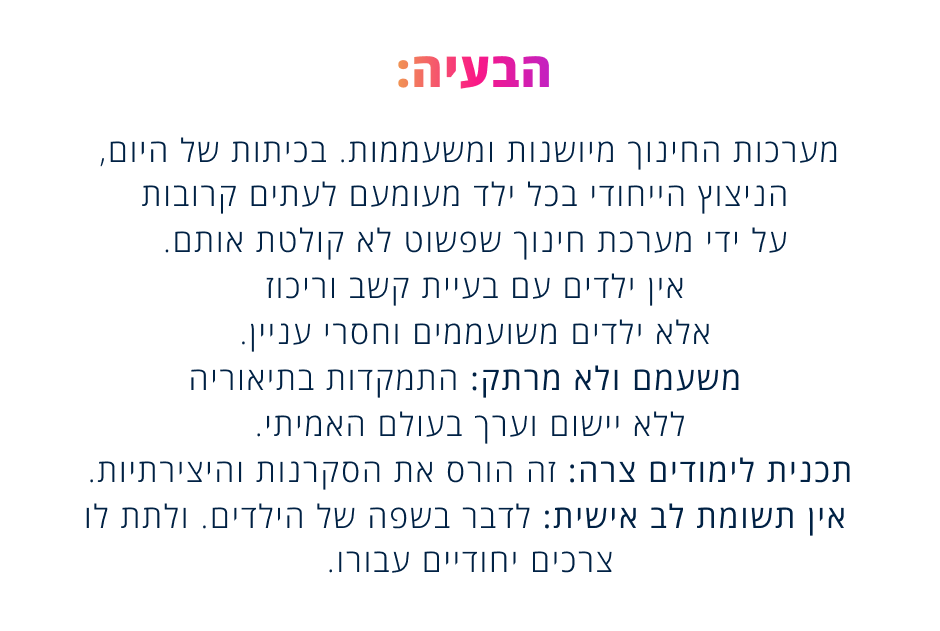 הבעיה:
מערכות החינוך מיושנות ומשעממות. בכיתות של היום,
הניצוץ הייחודי בכל ילד מעומעם לעתים קרובות
על ידי מערכת חינוך שפשוט לא קולטת אותם.
אין ילדים עם בעיית קשב וריכוז
אלא ילדים משועממים וחסרי עניין.
משעמם ולא מרתק: התמקדות בתיאוריה
ללא יישום וערך בעולם האמיתי.
תכנית לימודים צרה: זה הורס את הסקרנות והיצירתיות.
אין תשומת לב אישית: לדבר בשפה של הילדים. ולתת לו
צרכים יחודיים עבורו.